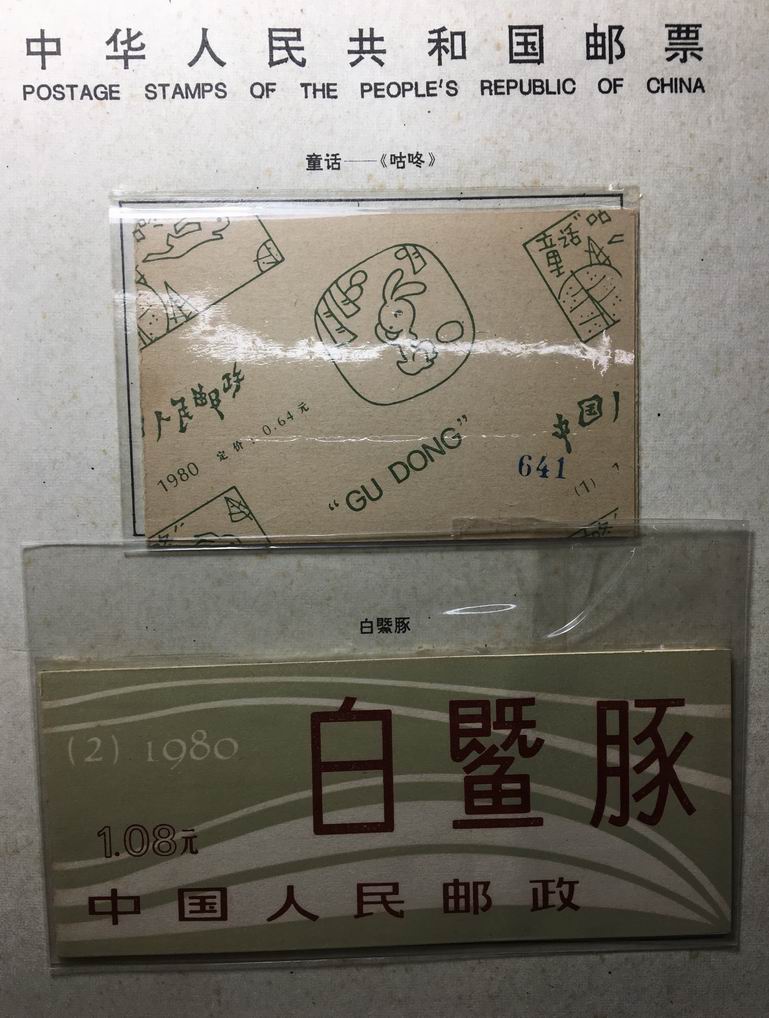 中华人民共和国邮票
POSTAGE STAMPS OF THE PEOPLE'S REPUBLIC OF CHINA
童话——《咕咚》
童话"咕
人民邮政
中国人
1980 定价：0.64元
"GU DONG"
641
(1)
白鱀豚
(2) 1980
白鱀豚
1.08元
中国人民邮政